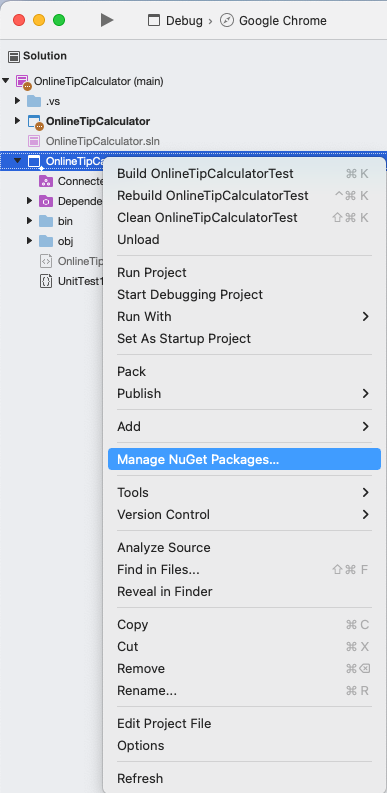 Debug › Google Chrome
Solution
OnlineTipCalculator (main)
.vs
OnlineTipCalculator
OnlineTipCalculator.sln
OnlineTipCa
Connecte
Depende
bin
obj
OnlineTip
UnitTest1
Build OnlineTipCalculatorTest ⌘ K
Rebuild OnlineTipCalculatorTest ⌃⌘ K
Clean OnlineTipCalculatorTest ⇧⌘ K
Unload
Run Project
Start Debugging Project
Run With
Set As Startup Project
Pack
Publish
Add
Manage NuGet Packages...
Tools
Version Control
Analyze Source
Find in Files... ⇧⌘ F
Reveal in Finder
Copy ⌘ C
Cut ⌘ X
Remove ⌘⌫
Rename... ⌘ R
Edit Project File
Options
Refresh